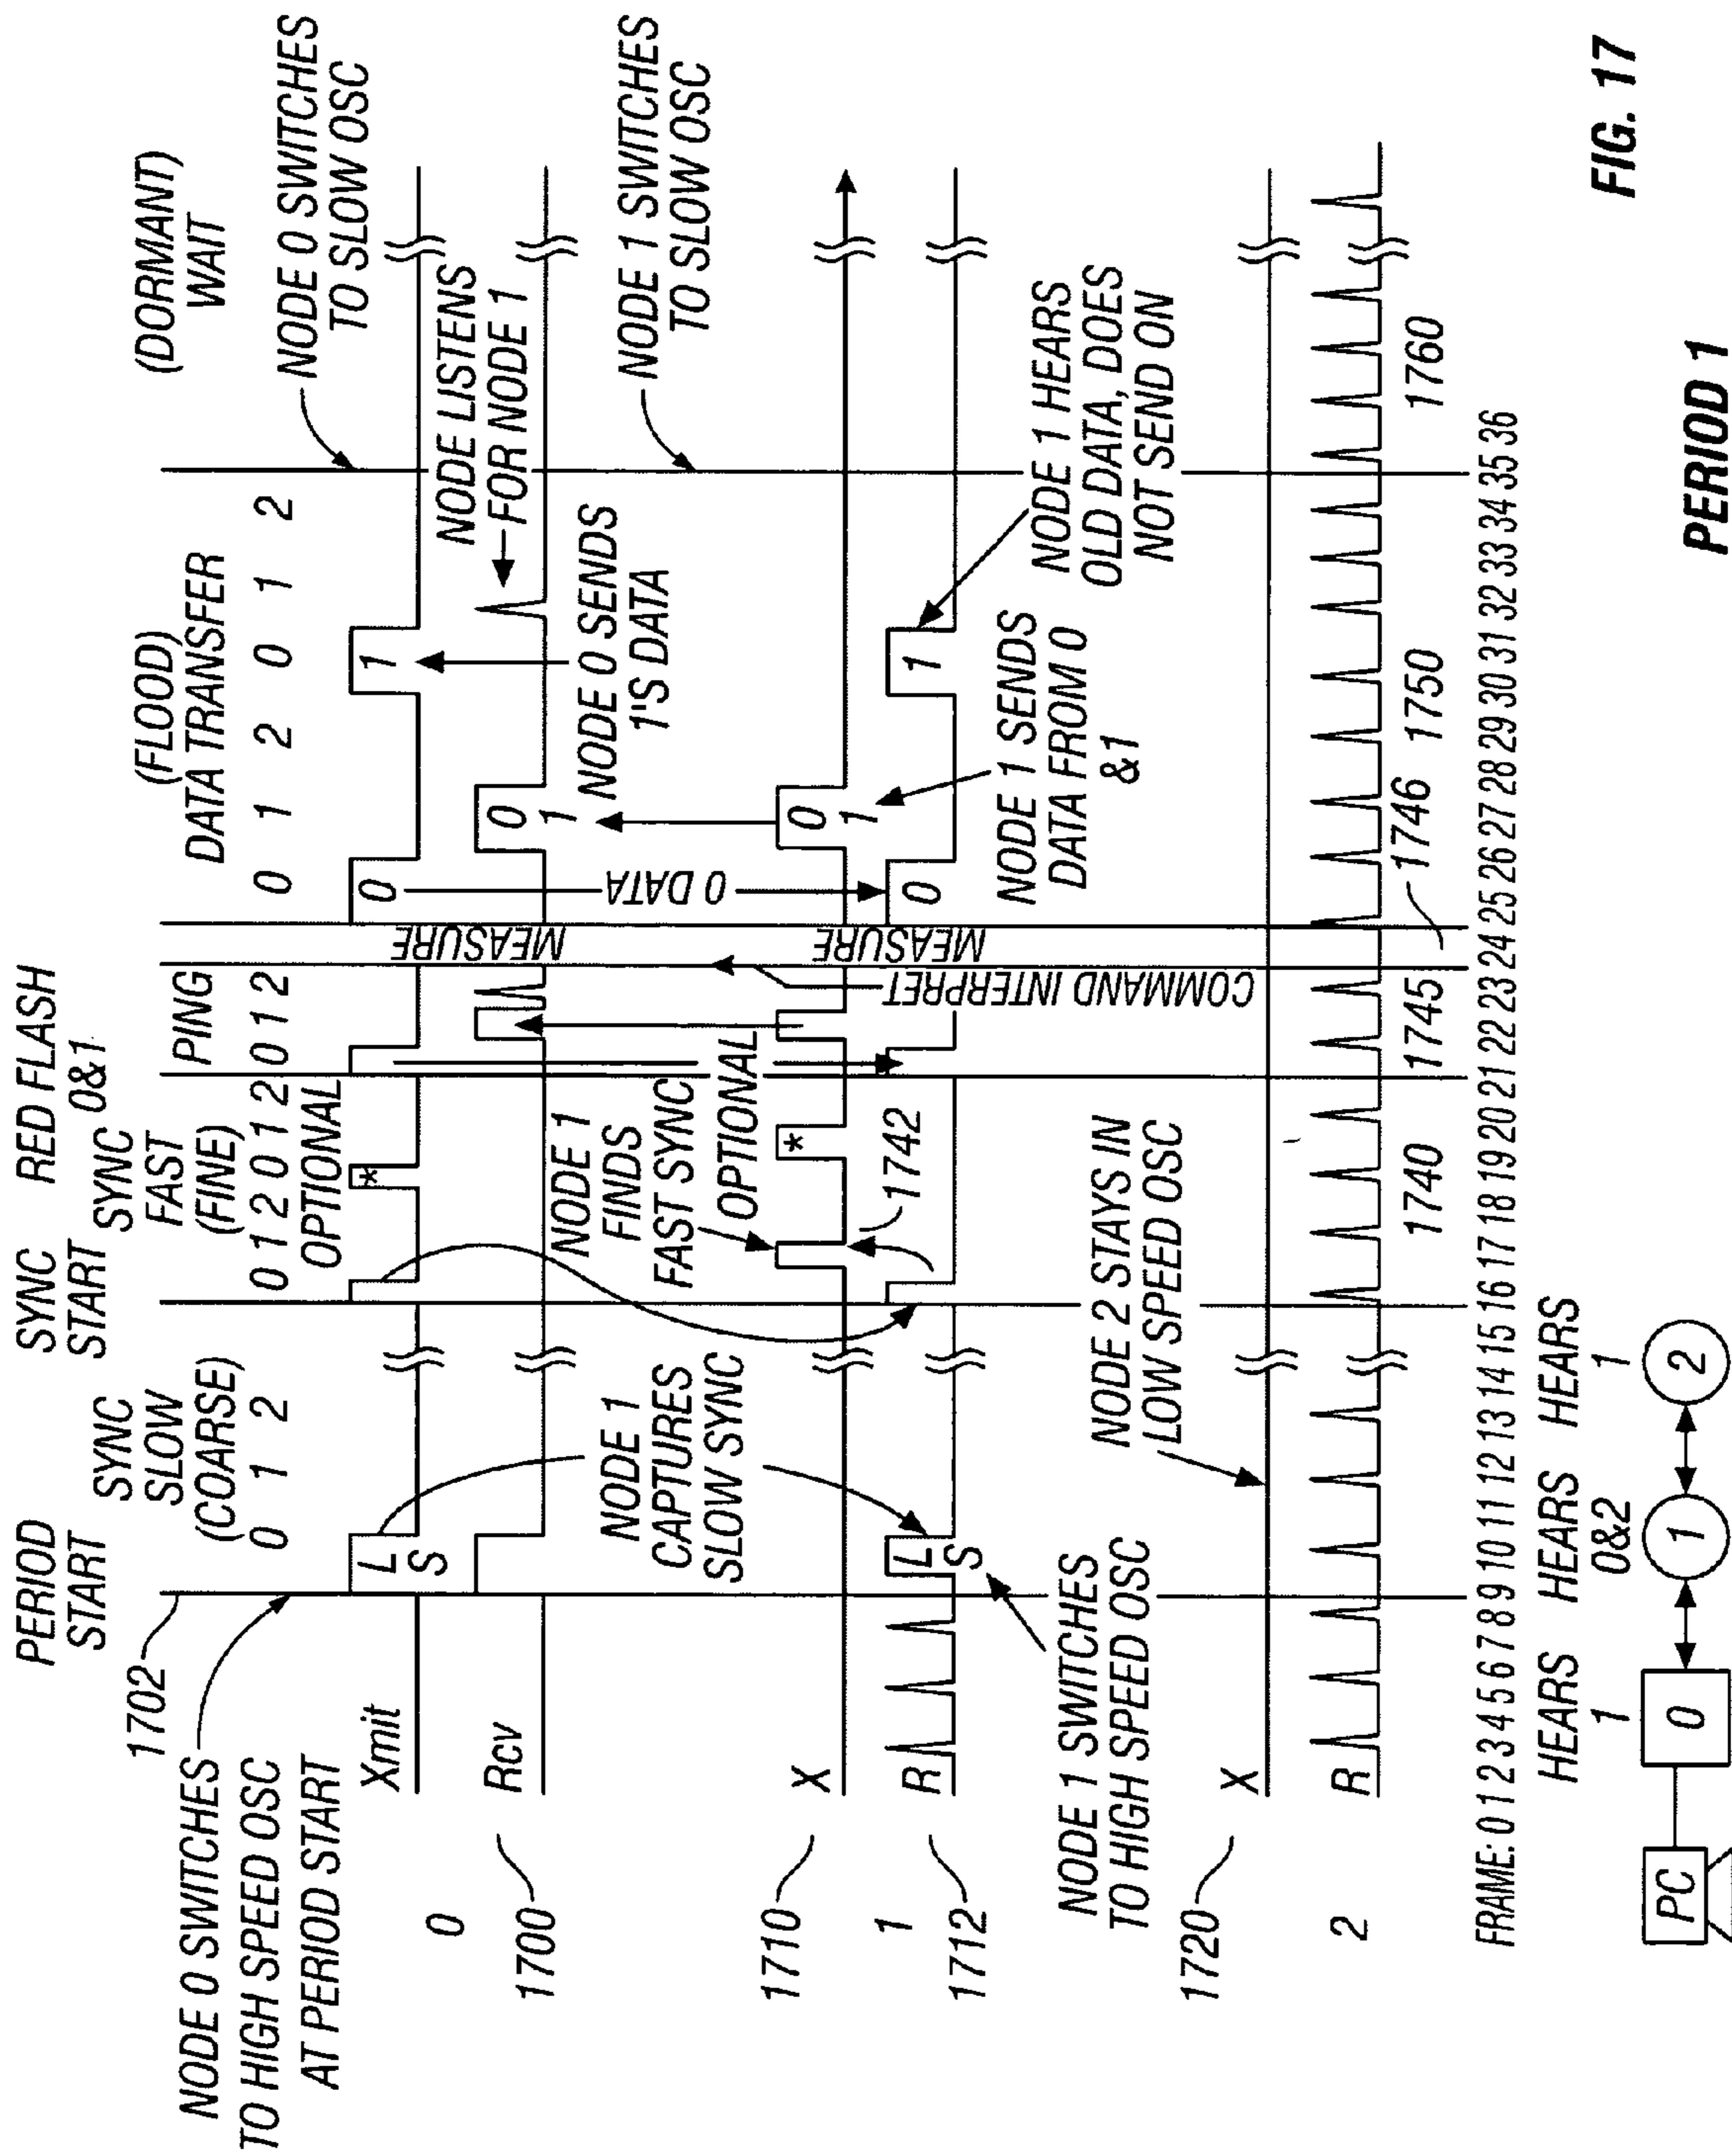 PERIOD
START
SYNC
SLOW
(COARSE)
0 1 2
SYNC
START
SYNC
FAST
(FINE)
0 1 2 0 1 2
OPTIONAL
RED FLASH
0&1
PING
0 1 2
(FLOOD)
DATA TRANSFER
0 1 2 0 1 2
(DORMANT)
WAIT
1702
NODE 0 SWITCHES
TO HIGH SPEED OSC
AT PERIOD START
NODE 0 SWITCHES
TO SLOW OSC
0
Xmit
L
S
*
0
1
Rcv
1700
0
1
MEASURE
0 DATA
NODE LISTENS
FOR NODE 1
NODE 0 SENDS
1'S DATA
NODE 1
CAPTURES
SLOW SYNC
NODE 1
FINDS
FAST SYNC
OPTIONAL
NODE 1 SWITCHES
TO SLOW OSC
1710
X
*
0
1
1
MEASURE
1742
1712
R
L
S
0
1
COMMAND INTERPRET
NODE 1 SENDS
DATA FROM 0
&1
NODE 1 HEARS
OLD DATA, DOES
NOT SEND ON
NODE 1 SWITCHES
TO HIGH SPEED OSC
NODE 2 STAYS IN
LOW SPEED OSC
1720
X
2
R
1740
1745
1746
1750
1760
FRAME: 0 1 2 3 4 5 6 7 8 9 10 11 12 13 14 15 16 17 18 19 20 21 22 23 24 25 26 27 28 29 30 31 32 33 34 35 36
HEARS
1
HEARS
0&2
HEARS
1
PC
0
1
2
PERIOD 1
FIG. 17